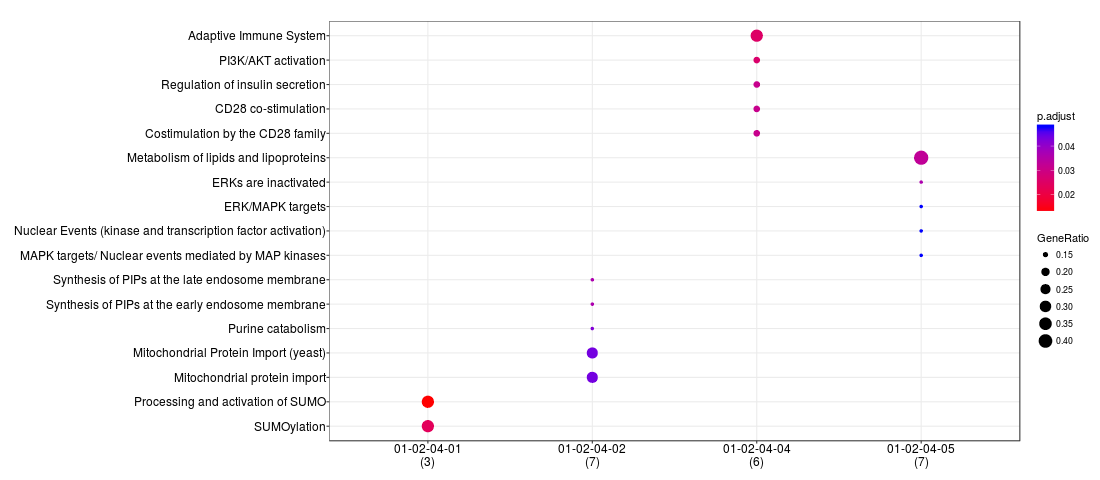 Adaptive Immune System
PI3K/AKT activation
Regulation of insulin secretion
CD28 co-stimulation
Costimulation by the CD28 family
Metabolism of lipids and lipoproteins
ERKs are inactivated
ERK/MAPK targets
Nuclear Events (kinase and transcription factor activation)
MAPK targets/ Nuclear events mediated by MAP kinases
Synthesis of PIPs at the late endosome membrane
Synthesis of PIPs at the early endosome membrane
Purine catabolism
Mitochondrial Protein Import (yeast)
Mitochondrial protein import
Processing and activation of SUMO
SUMOylation
01-02-04-01
(3)
01-02-04-02
(7)
01-02-04-04
(6)
01-02-04-05
(7)
p.adjust
0.04
0.03
0.02
GeneRatio
0.15
0.20
0.25
0.30
0.35
0.40